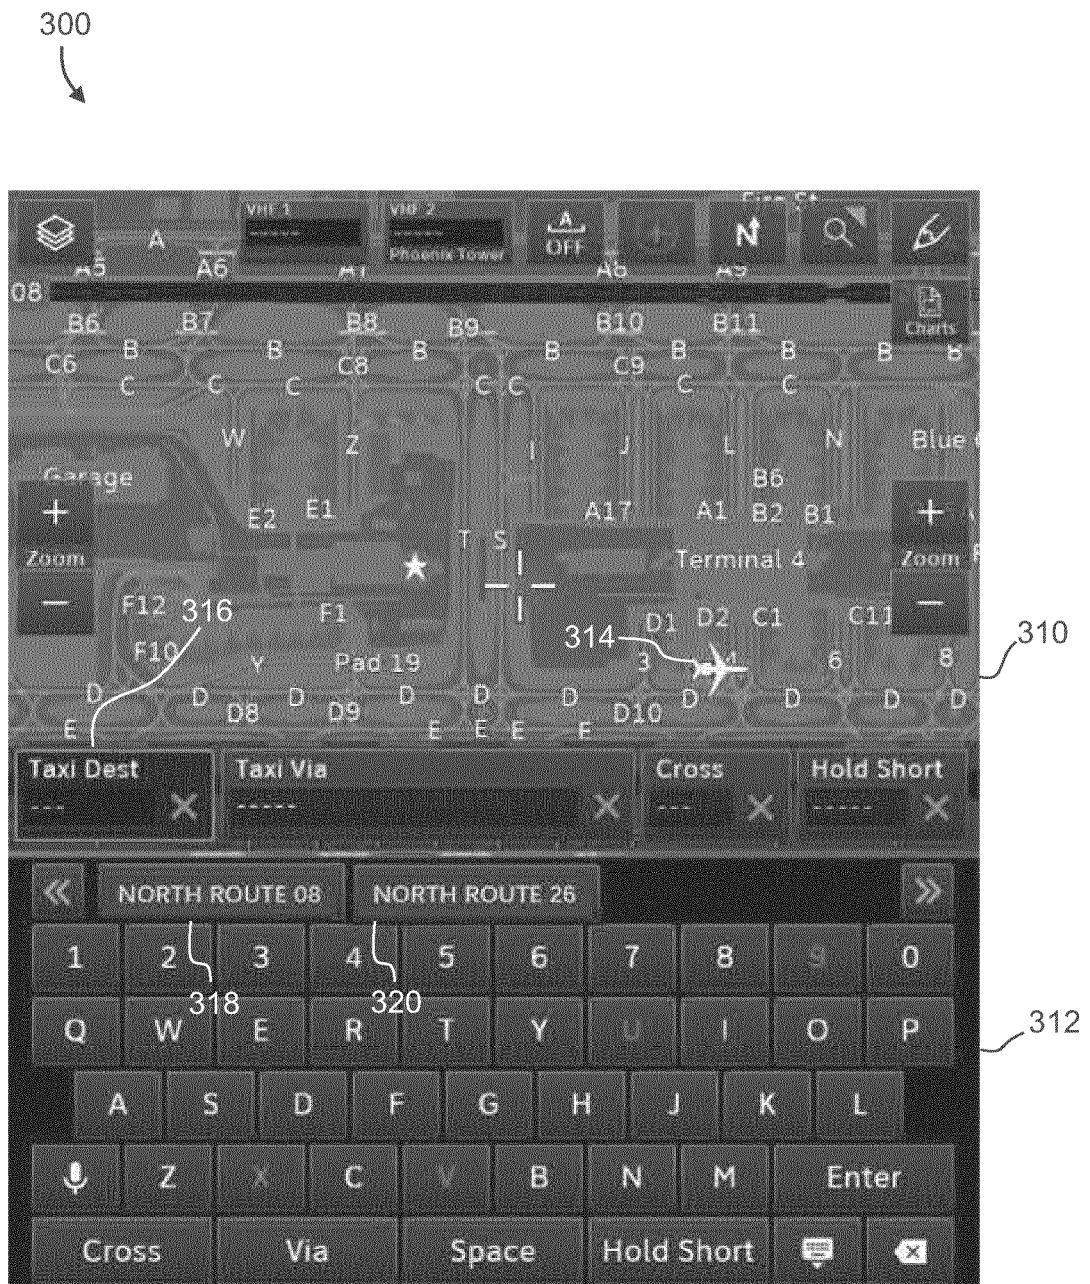 300
VHF 1
-----
VHF 2
-----
Phoenix Tower
A
OFF
N
A
A5
A6
A7
A8
A9
08
Charts
B6
B7
B8
B9
B10
B11
B
B
B
B
B
B
B
B
C6
C8
C9
C
C
C
C
C
C
C
W
Z
I
J
L
N
Blue
Garage
B6
E2
E1
A17
A1
B2
B1
+
Zoom
−
T
S
Terminal 4
+
Zoom
−
F12
316
F1
314
D1
D2
C1
C11
310
F10
Y
Pad 19
3
4
6
8
D
D
D
D
D
D
D
D
D
D8
D9
D10
E
E
E
E
Taxi Dest
---
Taxi Via
-----
Cross
---
Hold Short
-----
NORTH ROUTE 08
NORTH ROUTE 26
1 2 3 4 5 6 7 8 9 0
318
320
312
Q W E R T Y U I O P
A S D F G H J K L
Z X C V B N M Enter
Cross Via Space Hold Short